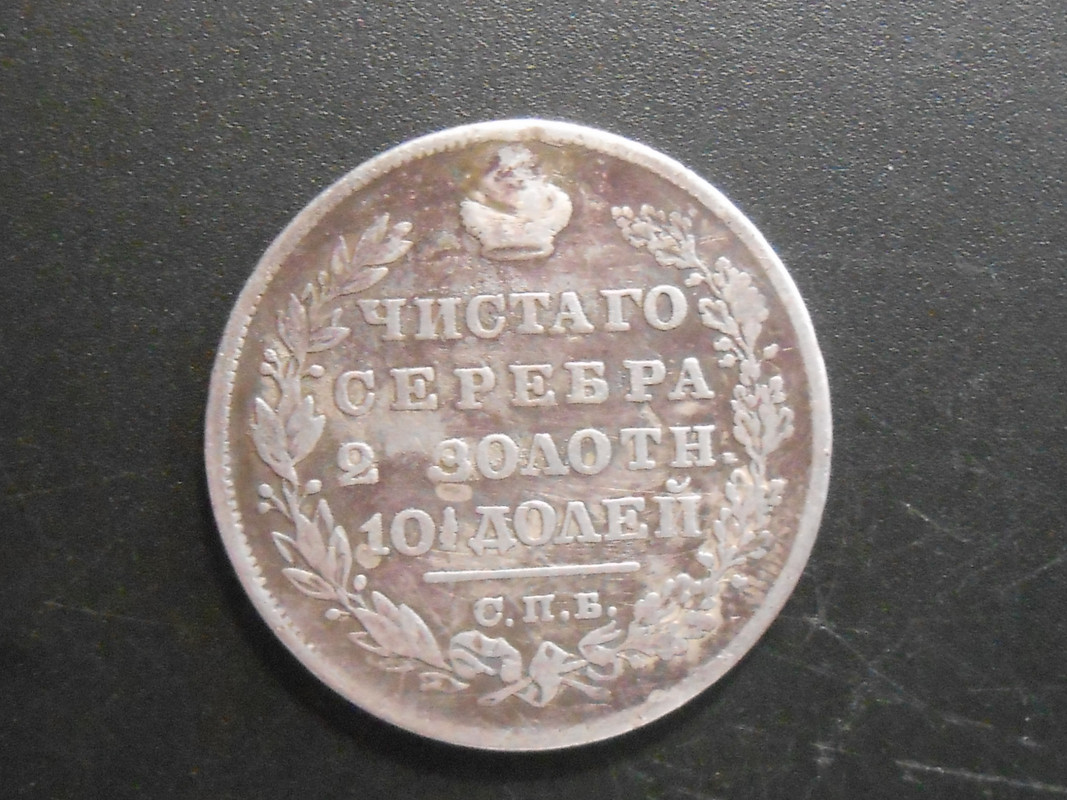 ЧИСТАГО
СЕРЕБРА
2 ЗОЛОТН.
10½ ДОЛЕЙ
С.П.Б.